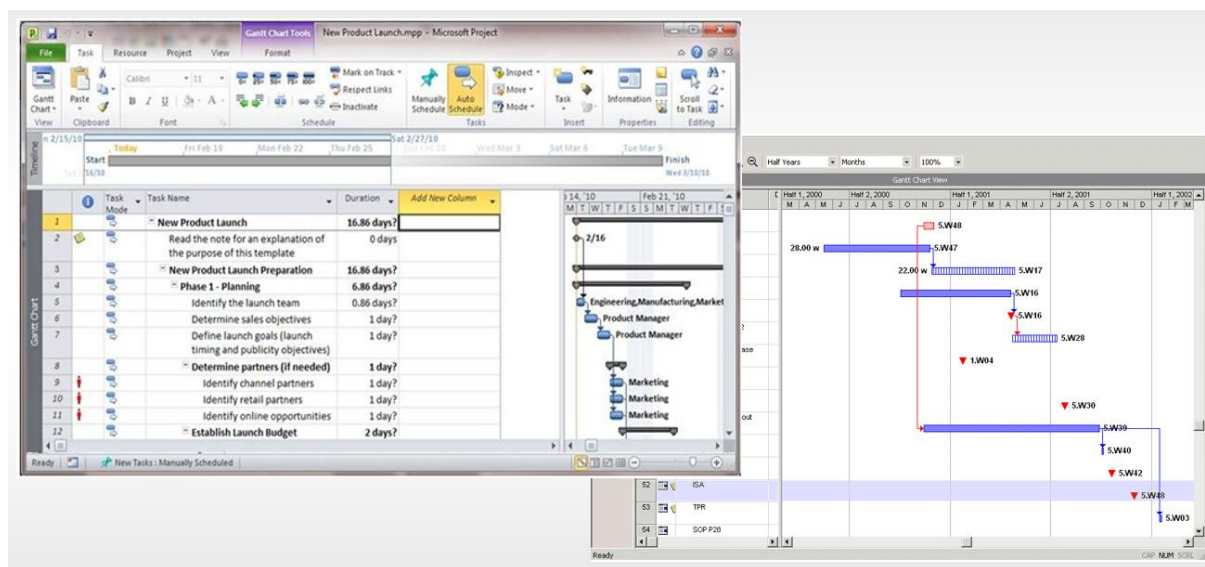 Gantt Chart Tools New Product Launch.mpp - Microsoft Project
File Task Resource Project View Format
Calibri 11
Mark on Track
Respect Links
Inactivate
Inspect
Move
Mode
Gantt Chart
Paste
B I U A
Manually Schedule
Auto Schedule
Task
Information
Scroll to Task
View Clipboard Font Schedule Tasks Insert Properties Editing
Timeline
n 2/15/10
Sat 2/27/10
Today Fri Feb 19 Mon Feb 22 Thu Feb 25 Wed Mar 3 Sat Mar 6 Tue Mar 9
Start
Finish
Wed 3/10/10
Task Mode Task Name Duration Add New Column
14, '10 Feb 21, '10
M T W T F S S M T W T F
1 New Product Launch 16.86 days?
2 Read the note for an explanation of 0 days 2/16
the purpose of this template
3 New Product Launch Preparation 16.86 days?
4 Phase 1 - Planning 6.86 days?
5 Identify the launch team 0.86 days? Engineering,Manufacturing,Market
6 Determine sales objectives 1 day? Product Manager
7 Define launch goals (launch 1 day? Product Manager
timing and publicity objectives)
8 Determine partners (if needed) 1 day?
9 Identify channel partners 1 day? Marketing
10 Identify retail partners 1 day? Marketing
11 Identify online opportunities 1 day? Marketing
12 Establish Launch Budget 2 days?
Gantt Chart
Ready New Tasks : Manually Scheduled
Half Years Months 100%
Gantt Chart View
Half 1, 2000 Half 2, 2000 Half 1, 2001 Half 2, 2001 Half 1, 2002
M A M J J A S O N D J F M A M J J A S O N D J F M
5.W48
28.00 w 5.W47
22.00 w 5.W17
5.W16
5.W16
5.W28
1.W04
5.W30
5.W39
5.W40
5.W42
52 ISA 5.W48
53 TPR 5.W03
54 SOP P28
Ready CAP NUM SCRL